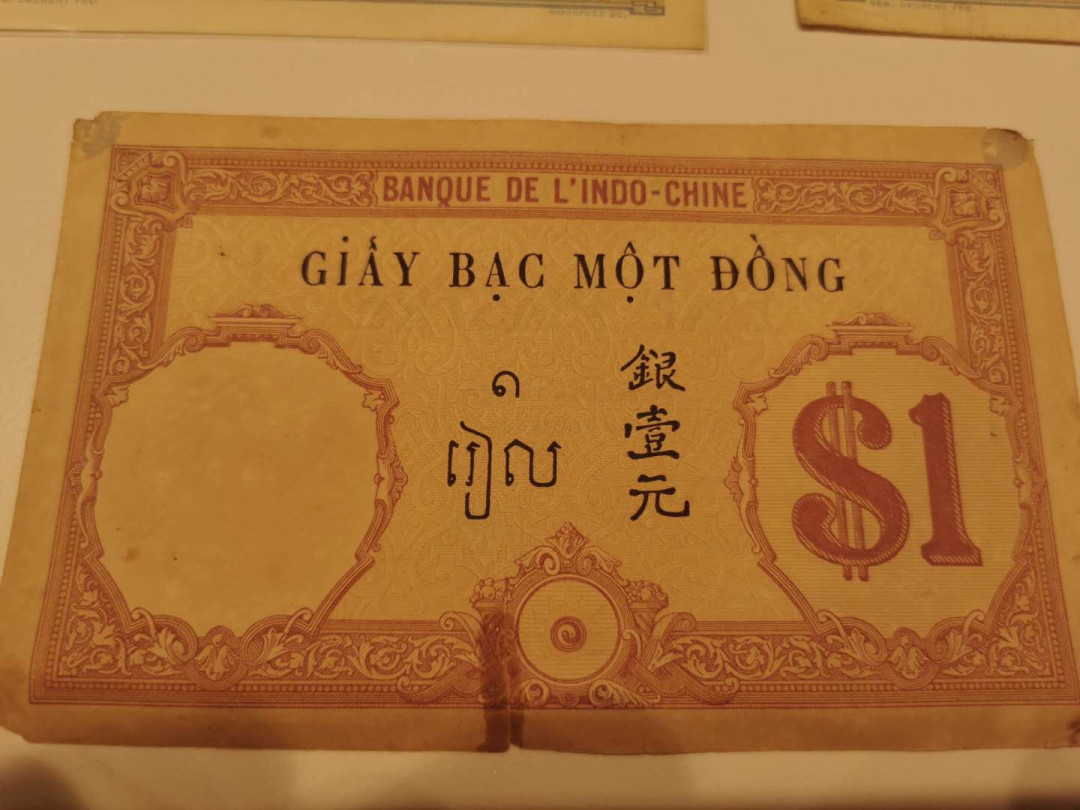 BANQUE DE L'INDO-CHINE
GIẤY BẠC MỘT ĐỒNG
១
រៀល
銀壹元
$1